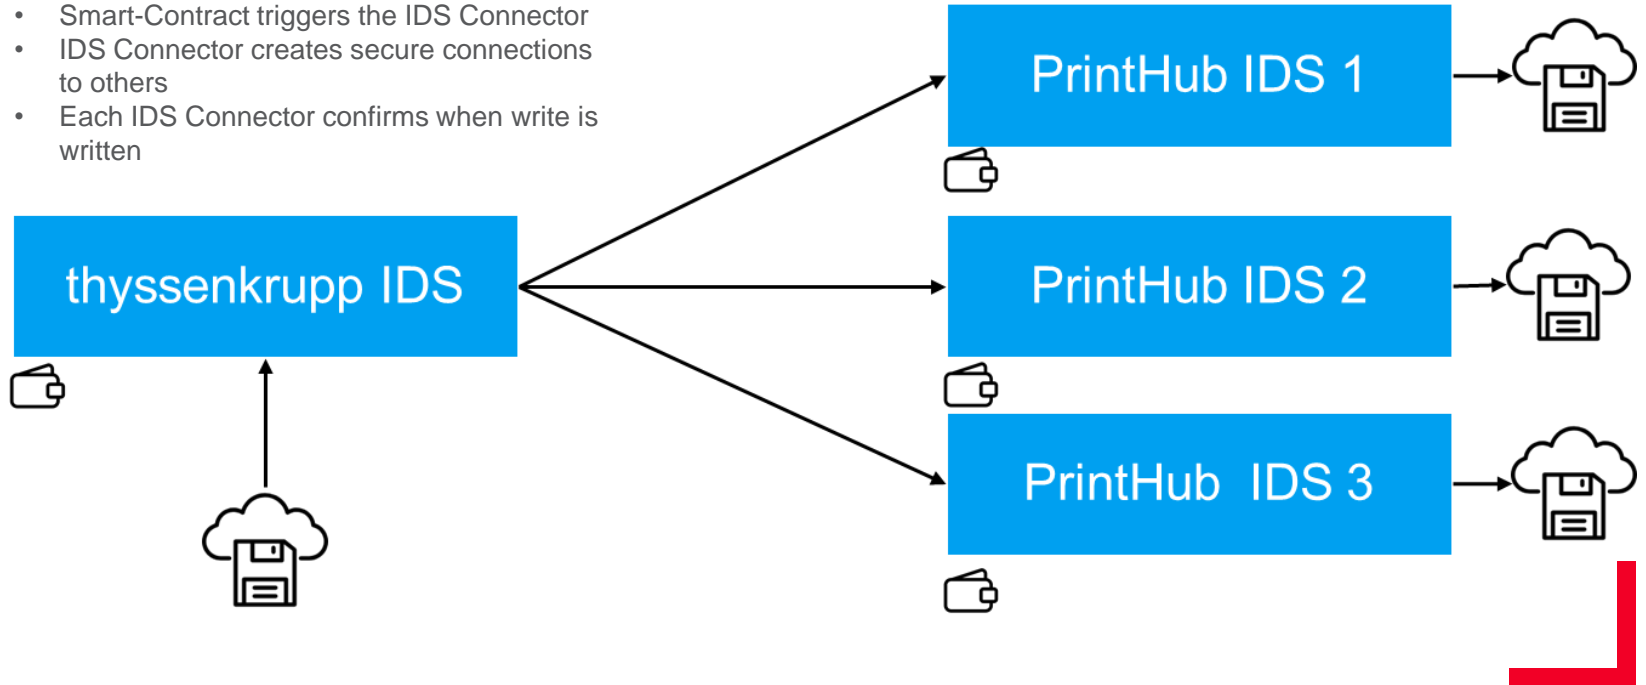 • Smart-Contract triggers the IDS Connector
• IDS Connector creates secure connections
to others
• Each IDS Connector confirms when write is
written
PrintHub IDS 1
thyssenkrupp IDS
PrintHub IDS 2
PrintHub IDS 3